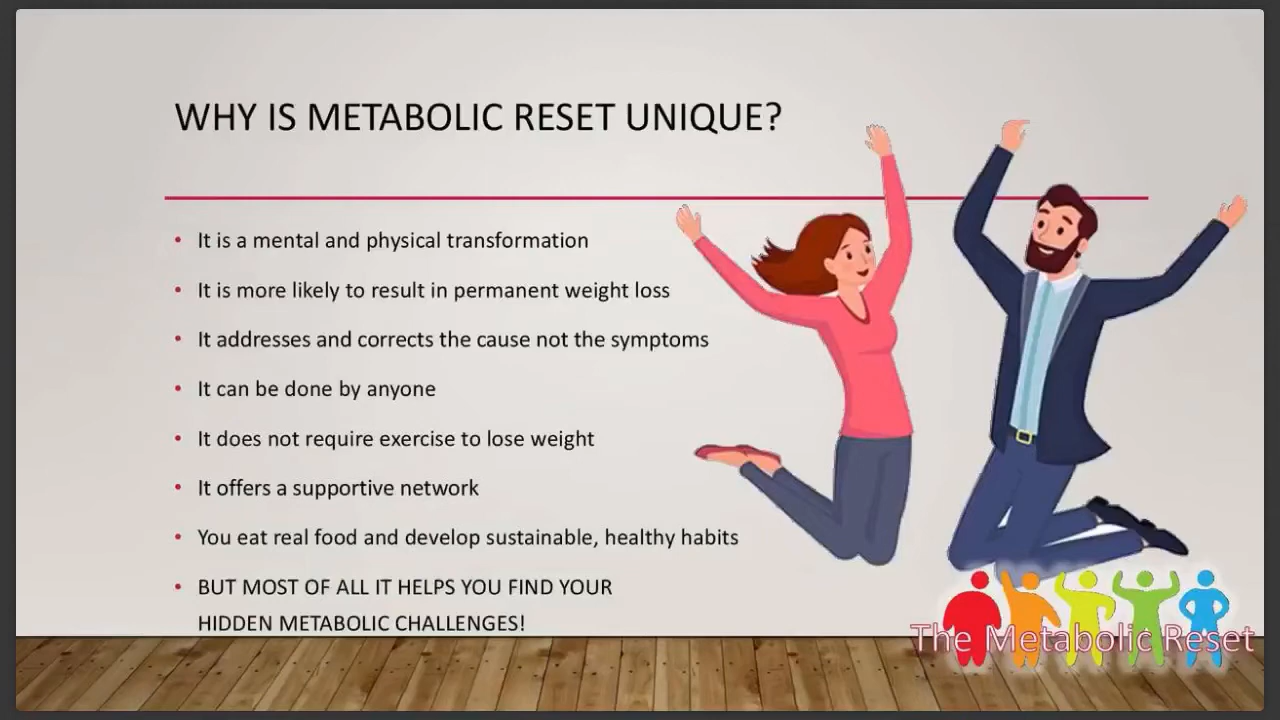 WHY IS METABOLIC RESET UNIQUE?
• It is a mental and physical transformation
• It is more likely to result in permanent weight loss
• It addresses and corrects the cause not the symptoms
• It can be done by anyone
• It does not require exercise to lose weight
• It offers a supportive network
• You eat real food and develop sustainable, healthy habits
• BUT MOST OF ALL IT HELPS YOU FIND YOUR
HIDDEN METABOLIC CHALLENGES!
The Metabolic Reset